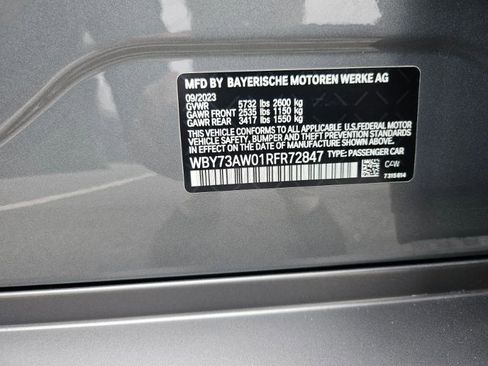 MFD BY BAYERISCHE MOTOREN WERKE AG
09/2023
GVWR 5732 lbs 2600 kg
GAWR FRONT 2535 lbs 1150 kg
GAWR REAR 3417 lbs 1550 kg
THIS VEHICLE CONFORMS TO ALL APPLICABLE U.S.FEDERAL MOTOR
VEHICLE SAFETY, BUMPER AND THEFT PREVENTION STANDARDS
IN EFFECT ON THE DATE OF MANUFACTURE SHOWN ABOVE.
WBY73AW01RFR72847 TYPE: PASSENGER CAR
C4W
7315614